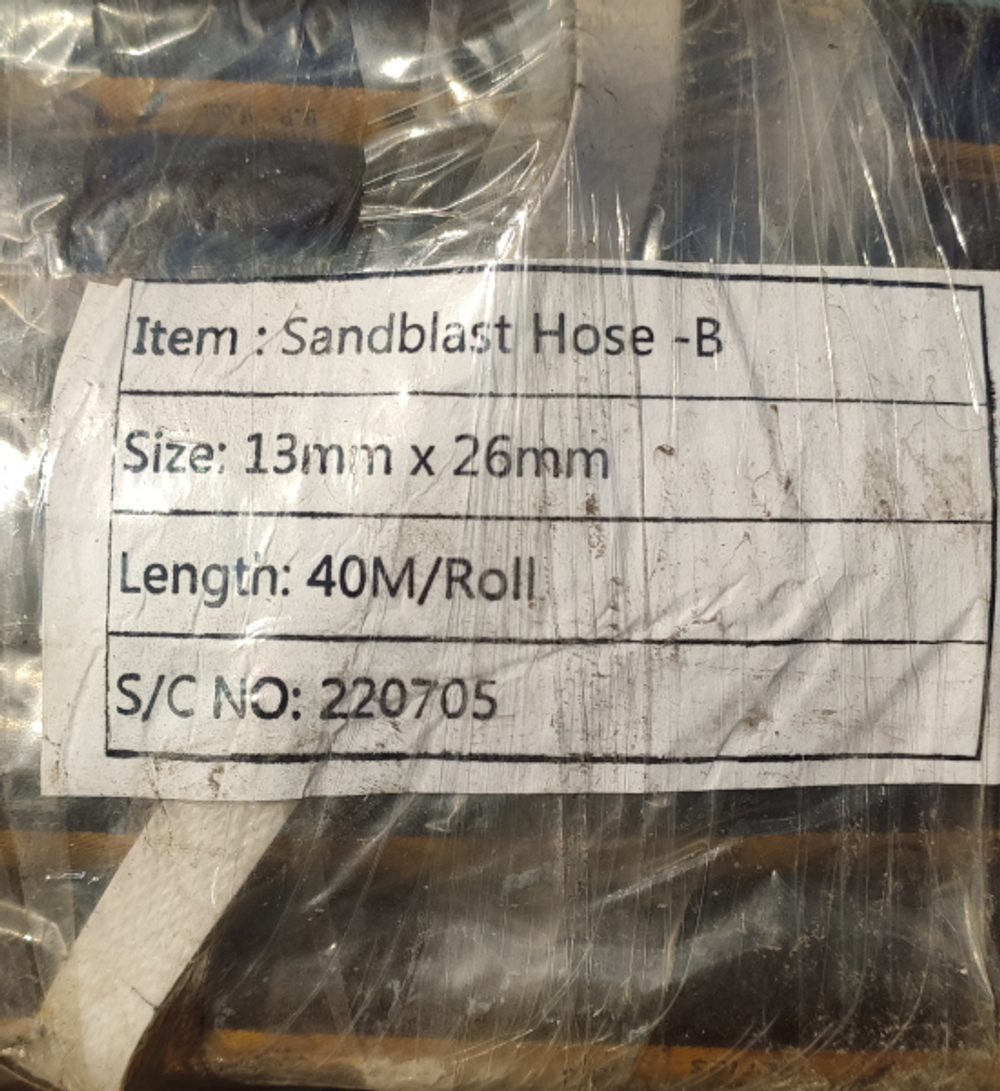 Item : Sandblast Hose -B
Size: 13mm x 26mm
Length: 40M/Roll
S/C NO: 220705